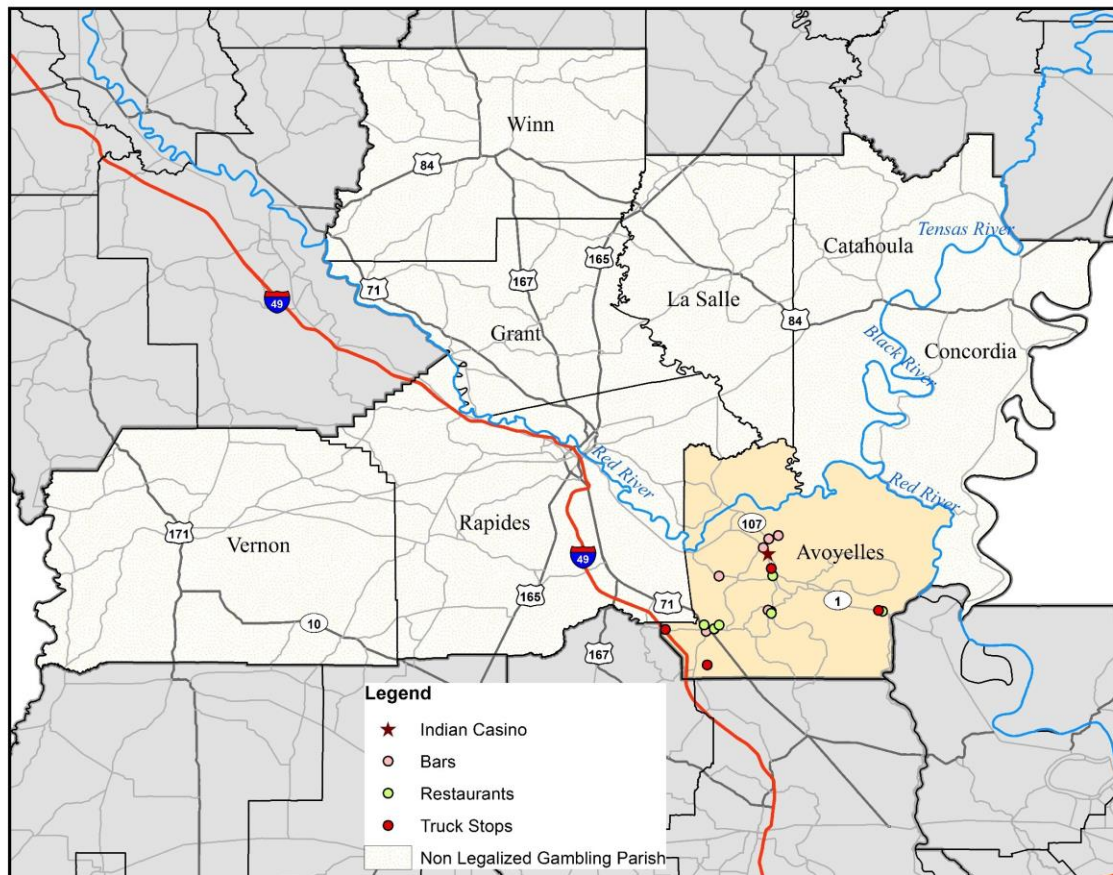 Winn
84
Tensas River
Catahoula
165
167
71
49
La Salle
84
Grant
Black River
Concordia
Red River
Red River
107
Rapides
171
Vernon
49
Avoyelles
165
71
1
10
167
Legend
Indian Casino
Bars
Restaurants
Truck Stops
Non Legalized Gambling Parish